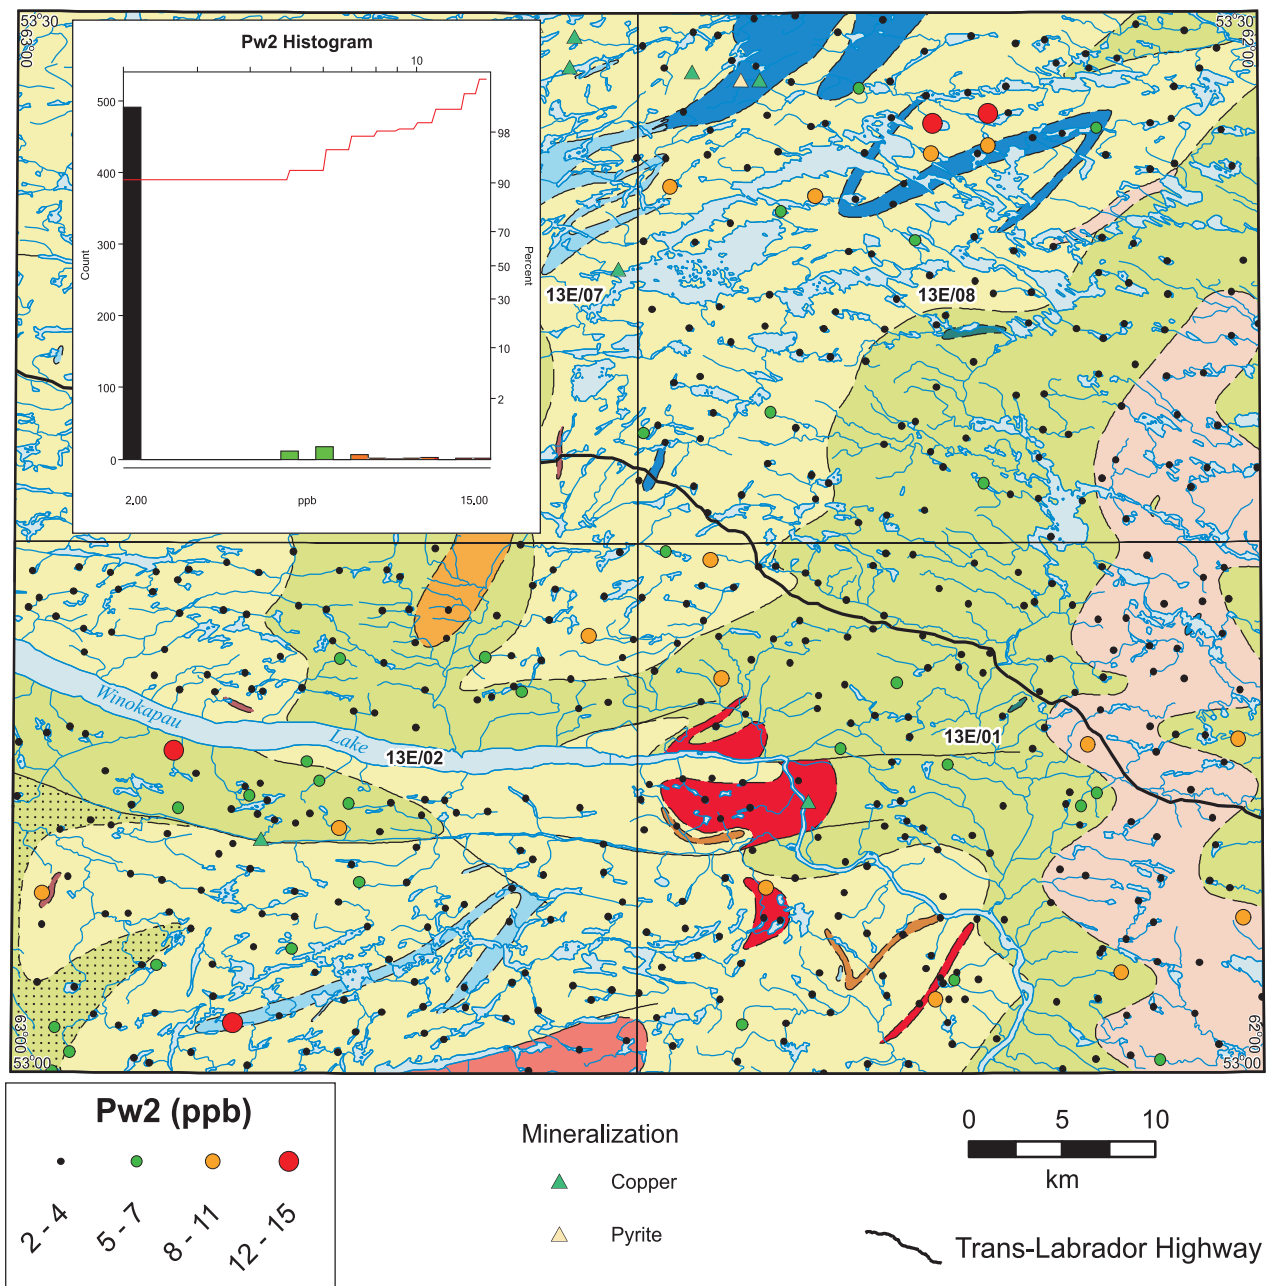 53°30
63°00
53°30
62°00
Pw2 Histogram
10
500
400
300
200
100
0
Count
98
90
70
50
30
10
2
Percent
2.00
ppb
15.00
13E/07
13E/08
Winokapau
Lake
13E/02
13E/01
63°00
53°00
62°00
53°00
Pw2 (ppb)
2 - 4
5 - 7
8 - 11
12 - 15
Mineralization
Copper
Pyrite
0
5
10
km
Trans-Labrador Highway